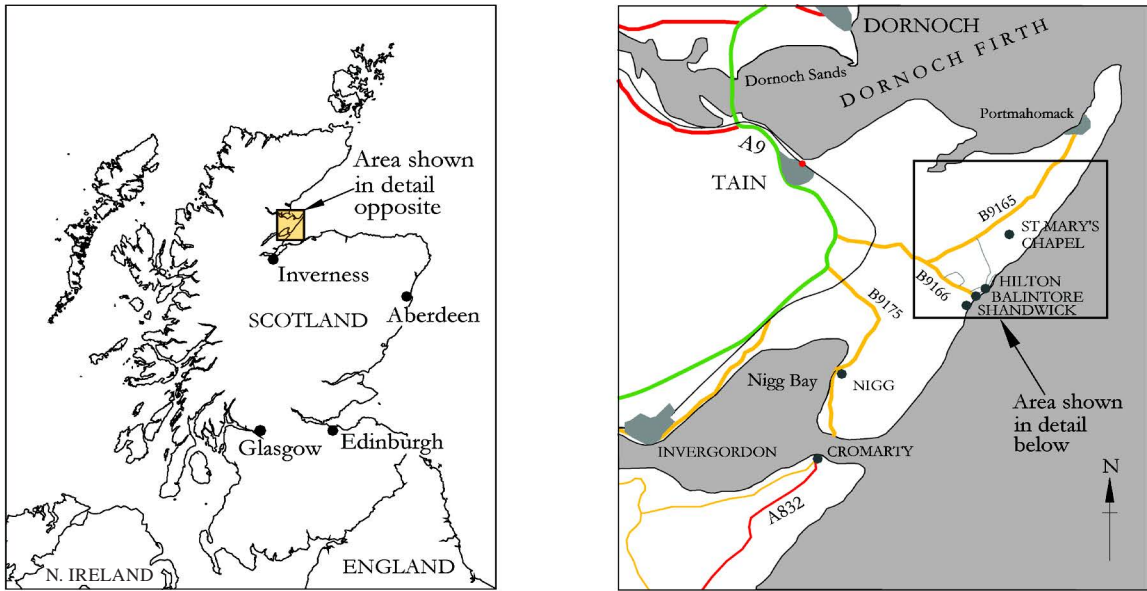 Area shown
in detail
opposite
Inverness
SCOTLAND
Aberdeen
Glasgow
Edinburgh
N. IRELAND
ENGLAND
DORNOCH
DORNOCH FIRTH
Dornoch Sands
Portmahomack
A9
TAIN
B9165
ST MARY'S
CHAPEL
B9166
HILTON
BALINTORE
SHANDWICK
B9175
Nigg Bay
NIGG
Area shown
in detail
below
INVERGORDON
CROMARTY
N
A832